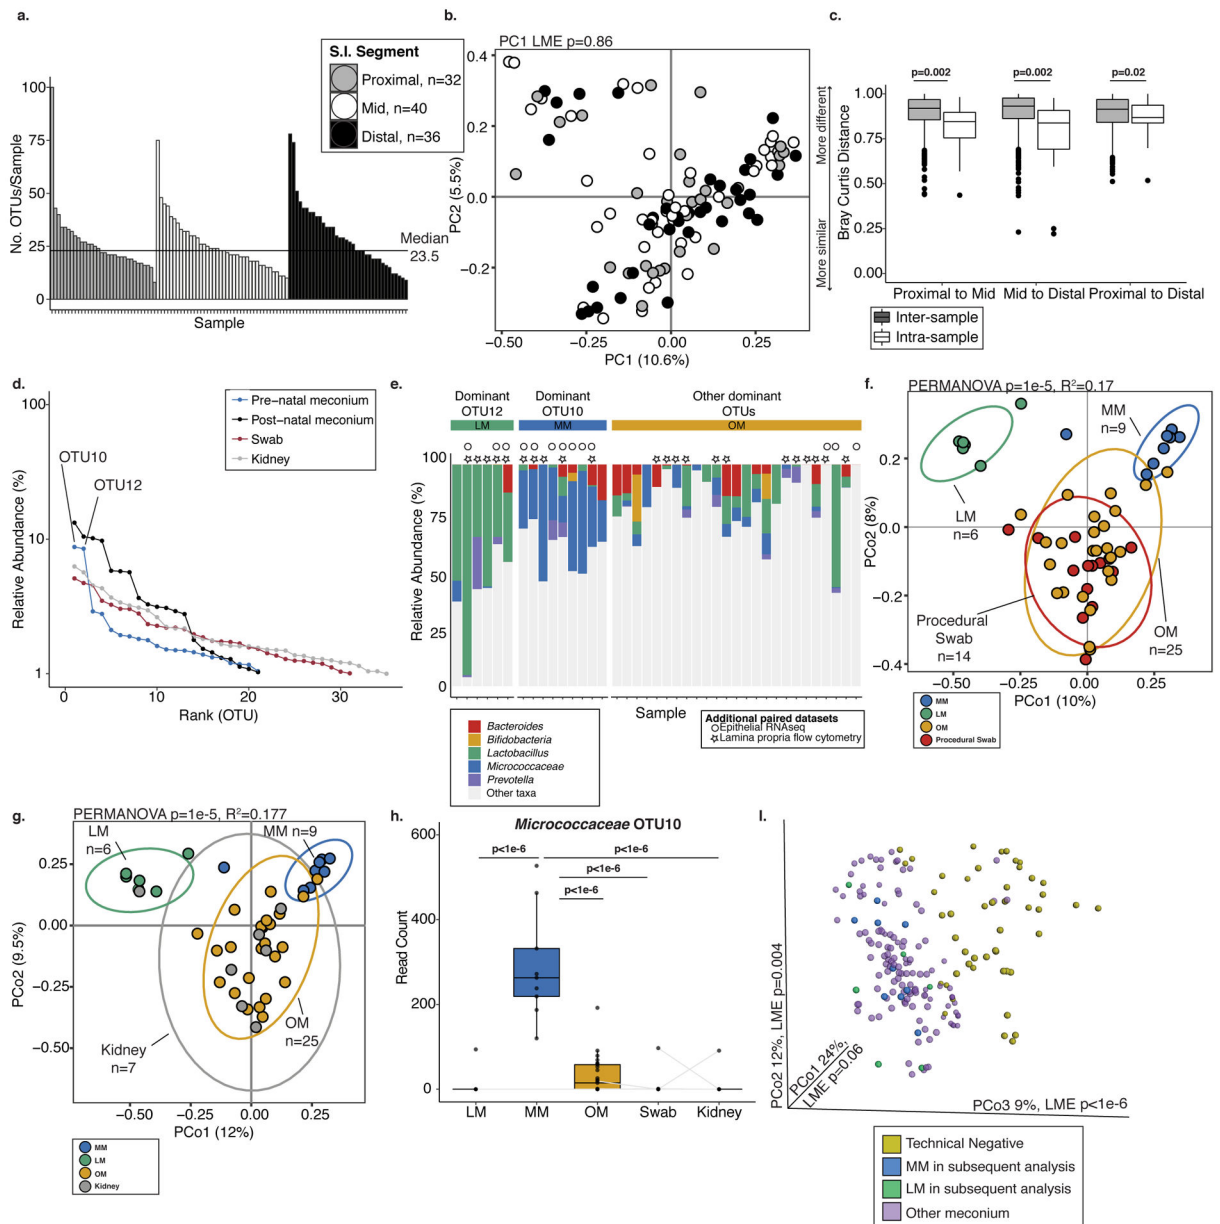 a.
S.I. Segment
Proximal, n=32
Mid, n=40
Distal, n=36
No. OTUs/Sample
100
75
50
25
0
Median
23.5
Sample
b.
PC1 LME p=0.86
PC2 (5.5%)
0.4
0.2
0.0
−0.2
−0.50
−0.25
0.00
0.25
PC1 (10.6%)
More different
More similar
c.
p=0.002
p=0.002
p=0.02
Bray Curtis Distance
1.00
0.75
0.50
0.25
0.00
Proximal to Mid
Mid to Distal
Proximal to Distal
Inter-sample
Intra-sample
d.
Relative Abundance (%)
100
10
1
OTU10
OTU12
Pre-natal meconium
Post-natal meconium
Swab
Kidney
0
10
20
30
Rank (OTU)
e.
Dominant
OTU12
LM
Dominant
OTU10
MM
Other dominant
OTUs
OM
Relative Abundance (%)
100
75
50
25
0
Sample
Bacteroides
Bifidobacteria
Lactobacillus
Micrococcaceae
Prevotella
Other taxa
Additional paired datasets
Epithelial RNAseq
Lamina propria flow cytometry
f.
PERMANOVA p=1e-5, R²=0.17
MM
n=9
LM
n=6
Procedural
Swab
n=14
OM
n=25
PCo2 (8%)
0.2
−0.0
−0.2
−0.4
−0.50
−0.25
0.00
0.25
PCo1 (10%)
MM
LM
OM
Procedural Swab
g.
PERMANOVA p=1e-5, R²=0.177
LM
n=6
MM n=9
Kidney
n=7
OM
n=25
PCo2 (9.5%)
0.25
−0.00
−0.25
−0.50
−0.50
−0.25
0.00
0.25
PCo1 (12%)
MM
LM
OM
Kidney
h.
Micrococcaceae OTU10
p<1e-6
p<1e-6
p<1e-6
p<1e-6
Read Count
600
400
200
0
LM
MM
OM
Swab
Kidney
I.
PCo2 12%, LME p=0.004
PCo1 24%,
LME p=0.06
PCo3 9%, LME p<1e-6
Technical Negative
MM in subsequent analysis
LM in subsequent analysis
Other meconium